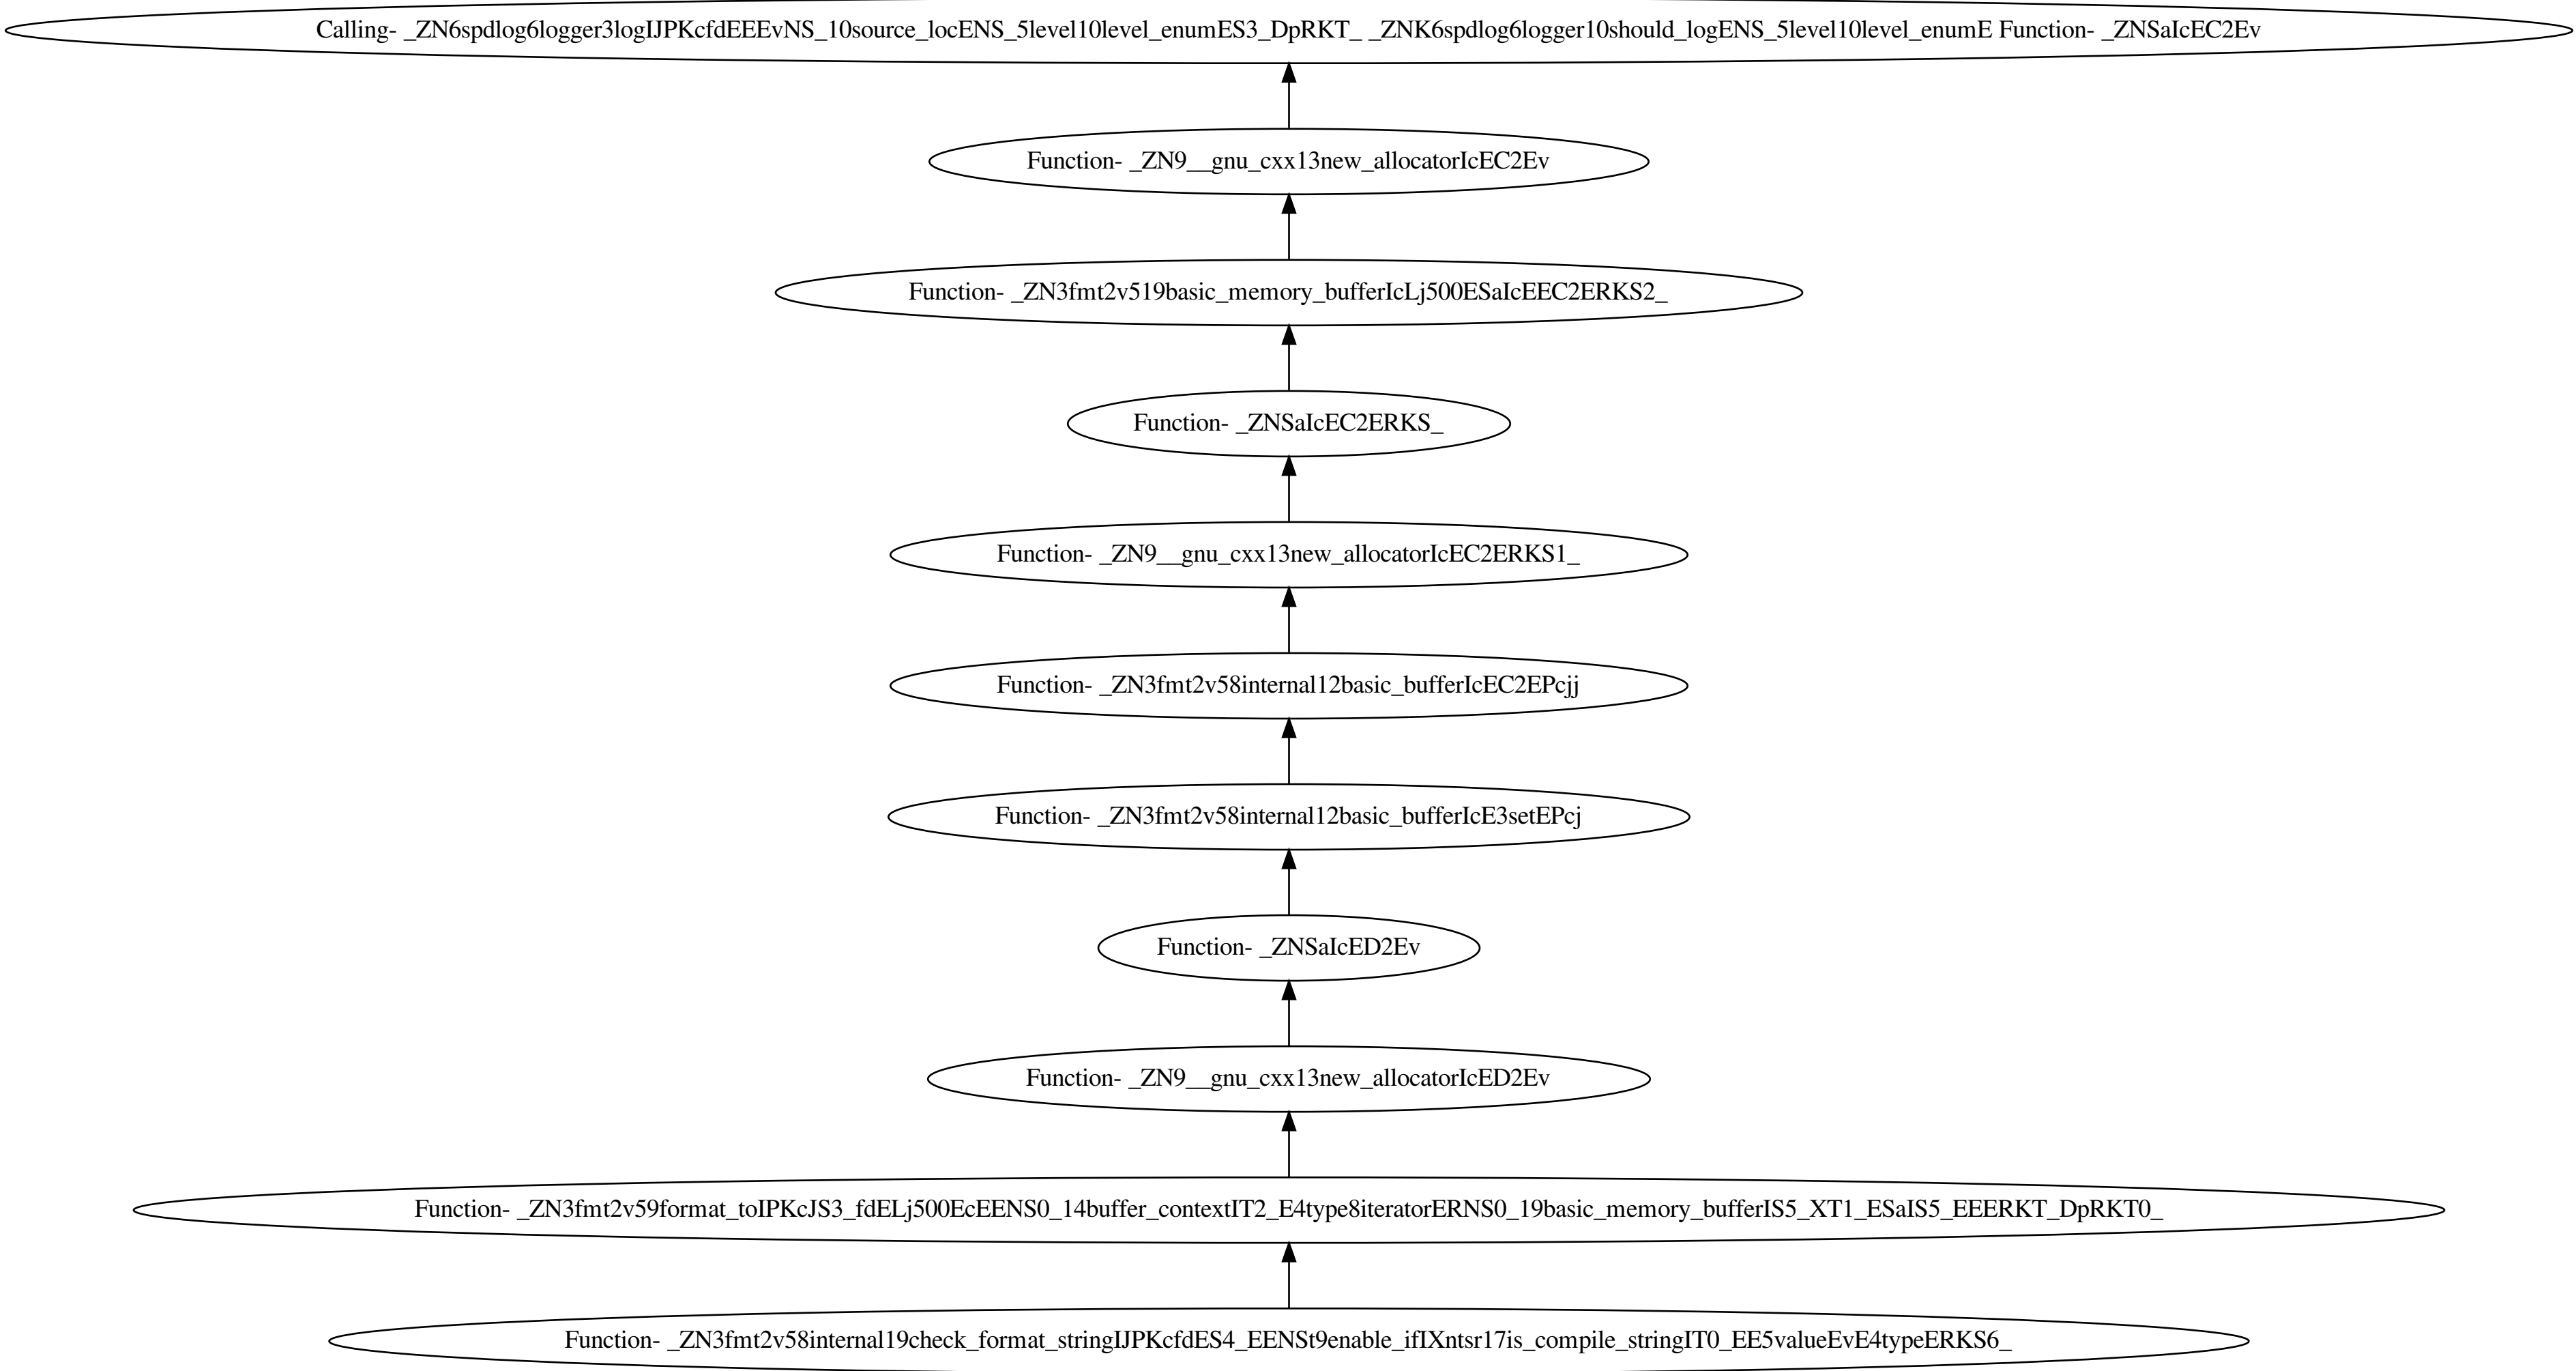 Calling- _ZN6spdlog6logger3logIJPKcfdEEEvNS_10source_locENS_5level10level_enumES3_DpRKT_ _ZNK6spdlog6logger10should_logENS_5level10level_enumE Function- _ZNSaIcEC2Ev
Function- _ZN9__gnu_cxx13new_allocatorIcEC2Ev
Function- _ZN3fmt2v519basic_memory_bufferIcLj500ESaIcEEC2ERKS2_
Function- _ZNSaIcEC2ERKS_
Function- _ZN9__gnu_cxx13new_allocatorIcEC2ERKS1_
Function- _ZN3fmt2v58internal12basic_bufferIcEC2EPcjj
Function- _ZN3fmt2v58internal12basic_bufferIcE3setEPcj
Function- _ZNSaIcED2Ev
Function- _ZN9__gnu_cxx13new_allocatorIcED2Ev
Function- _ZN3fmt2v59format_toIPKcJS3_fdELj500EcEENS0_14buffer_contextIT2_E4type8iteratorERNS0_19basic_memory_bufferIS5_XT1_ESaIS5_EEERKT_DpRKT0_
Function- _ZN3fmt2v58internal19check_format_stringIJPKcfdES4_EENSt9enable_ifIXntsr17is_compile_stringIT0_EE5valueEvE4typeERKS6_